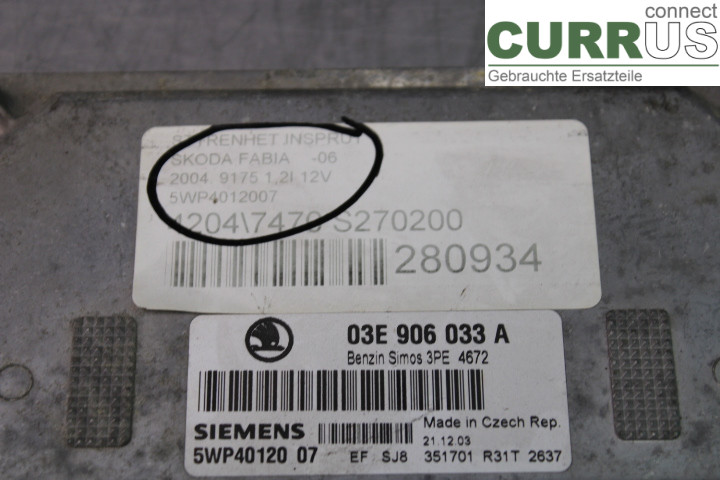 connect
CURRUS
Gebrauchte Ersatzteile
STYRENHET INSPRUT
SKODA FABIA -06
2004 9175 1,2I 12V
5WP4012007
4204\7470 S270200
280934
03E 906 033 A
Benzin Simos 3PE 4672
SIEMENS
Made in Czech Rep.
21.12.03
5WP40120 07
EF SJ8 351701 R31T 2637